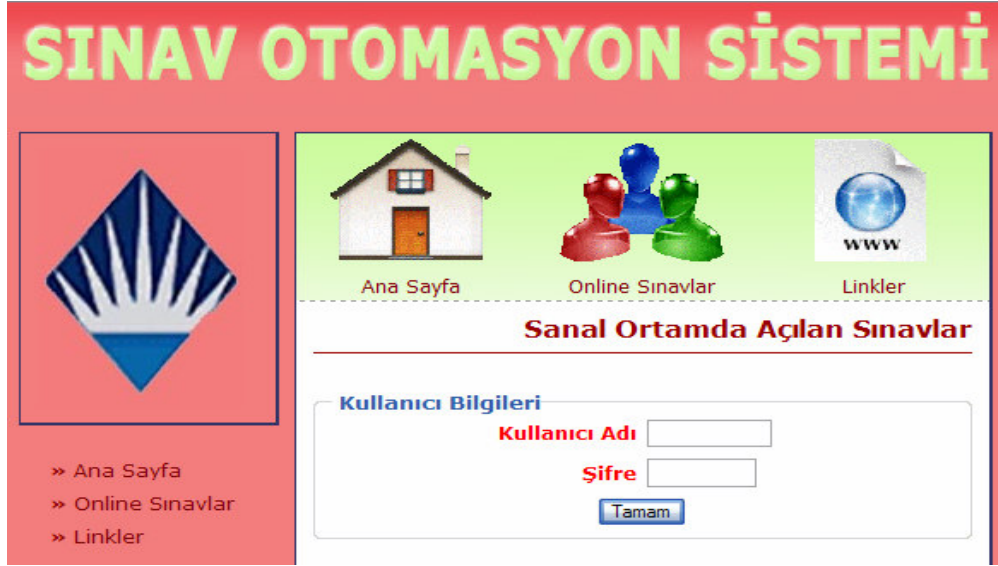 SINAV OTOMASYON SİSTEMİ
www
Ana Sayfa
Online Sınavlar
Linkler
Sanal Ortamda Açılan Sınavlar
Kullanıcı Bilgileri
Kullanıcı Adı
Şifre
Tamam
» Ana Sayfa
» Online Sınavlar
» Linkler